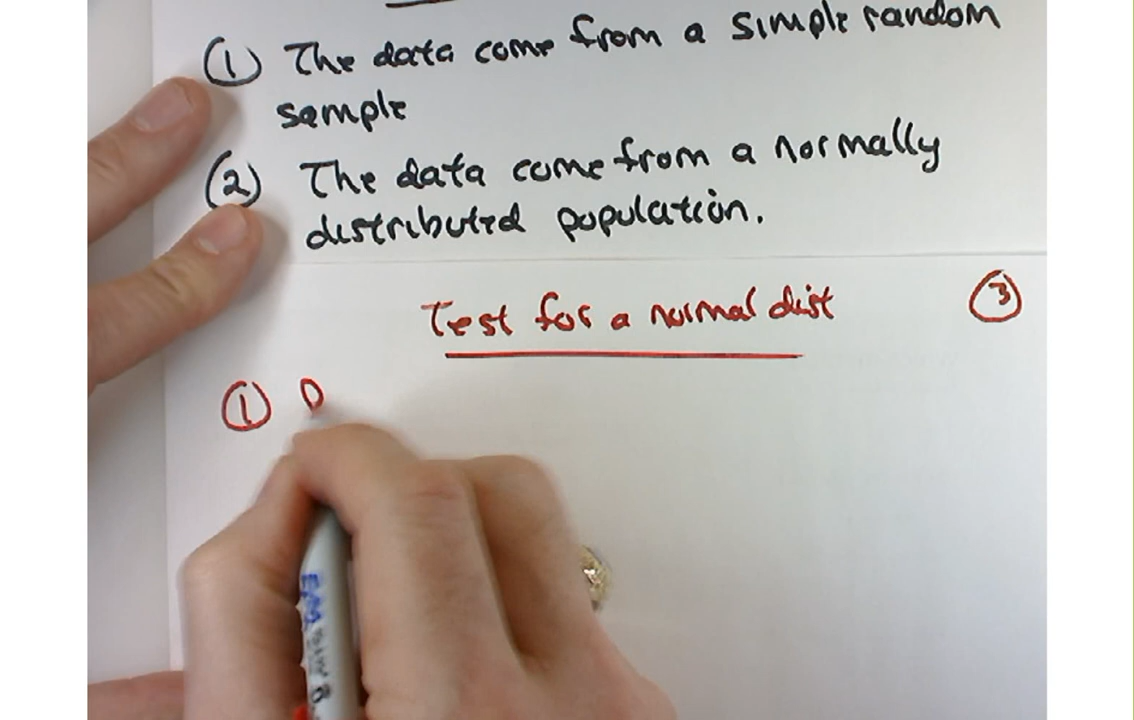 (1) The data come from a simple random
sample
(2) The data come from a normally
distributed population.
Test for a normal dist
(3)
(1) D